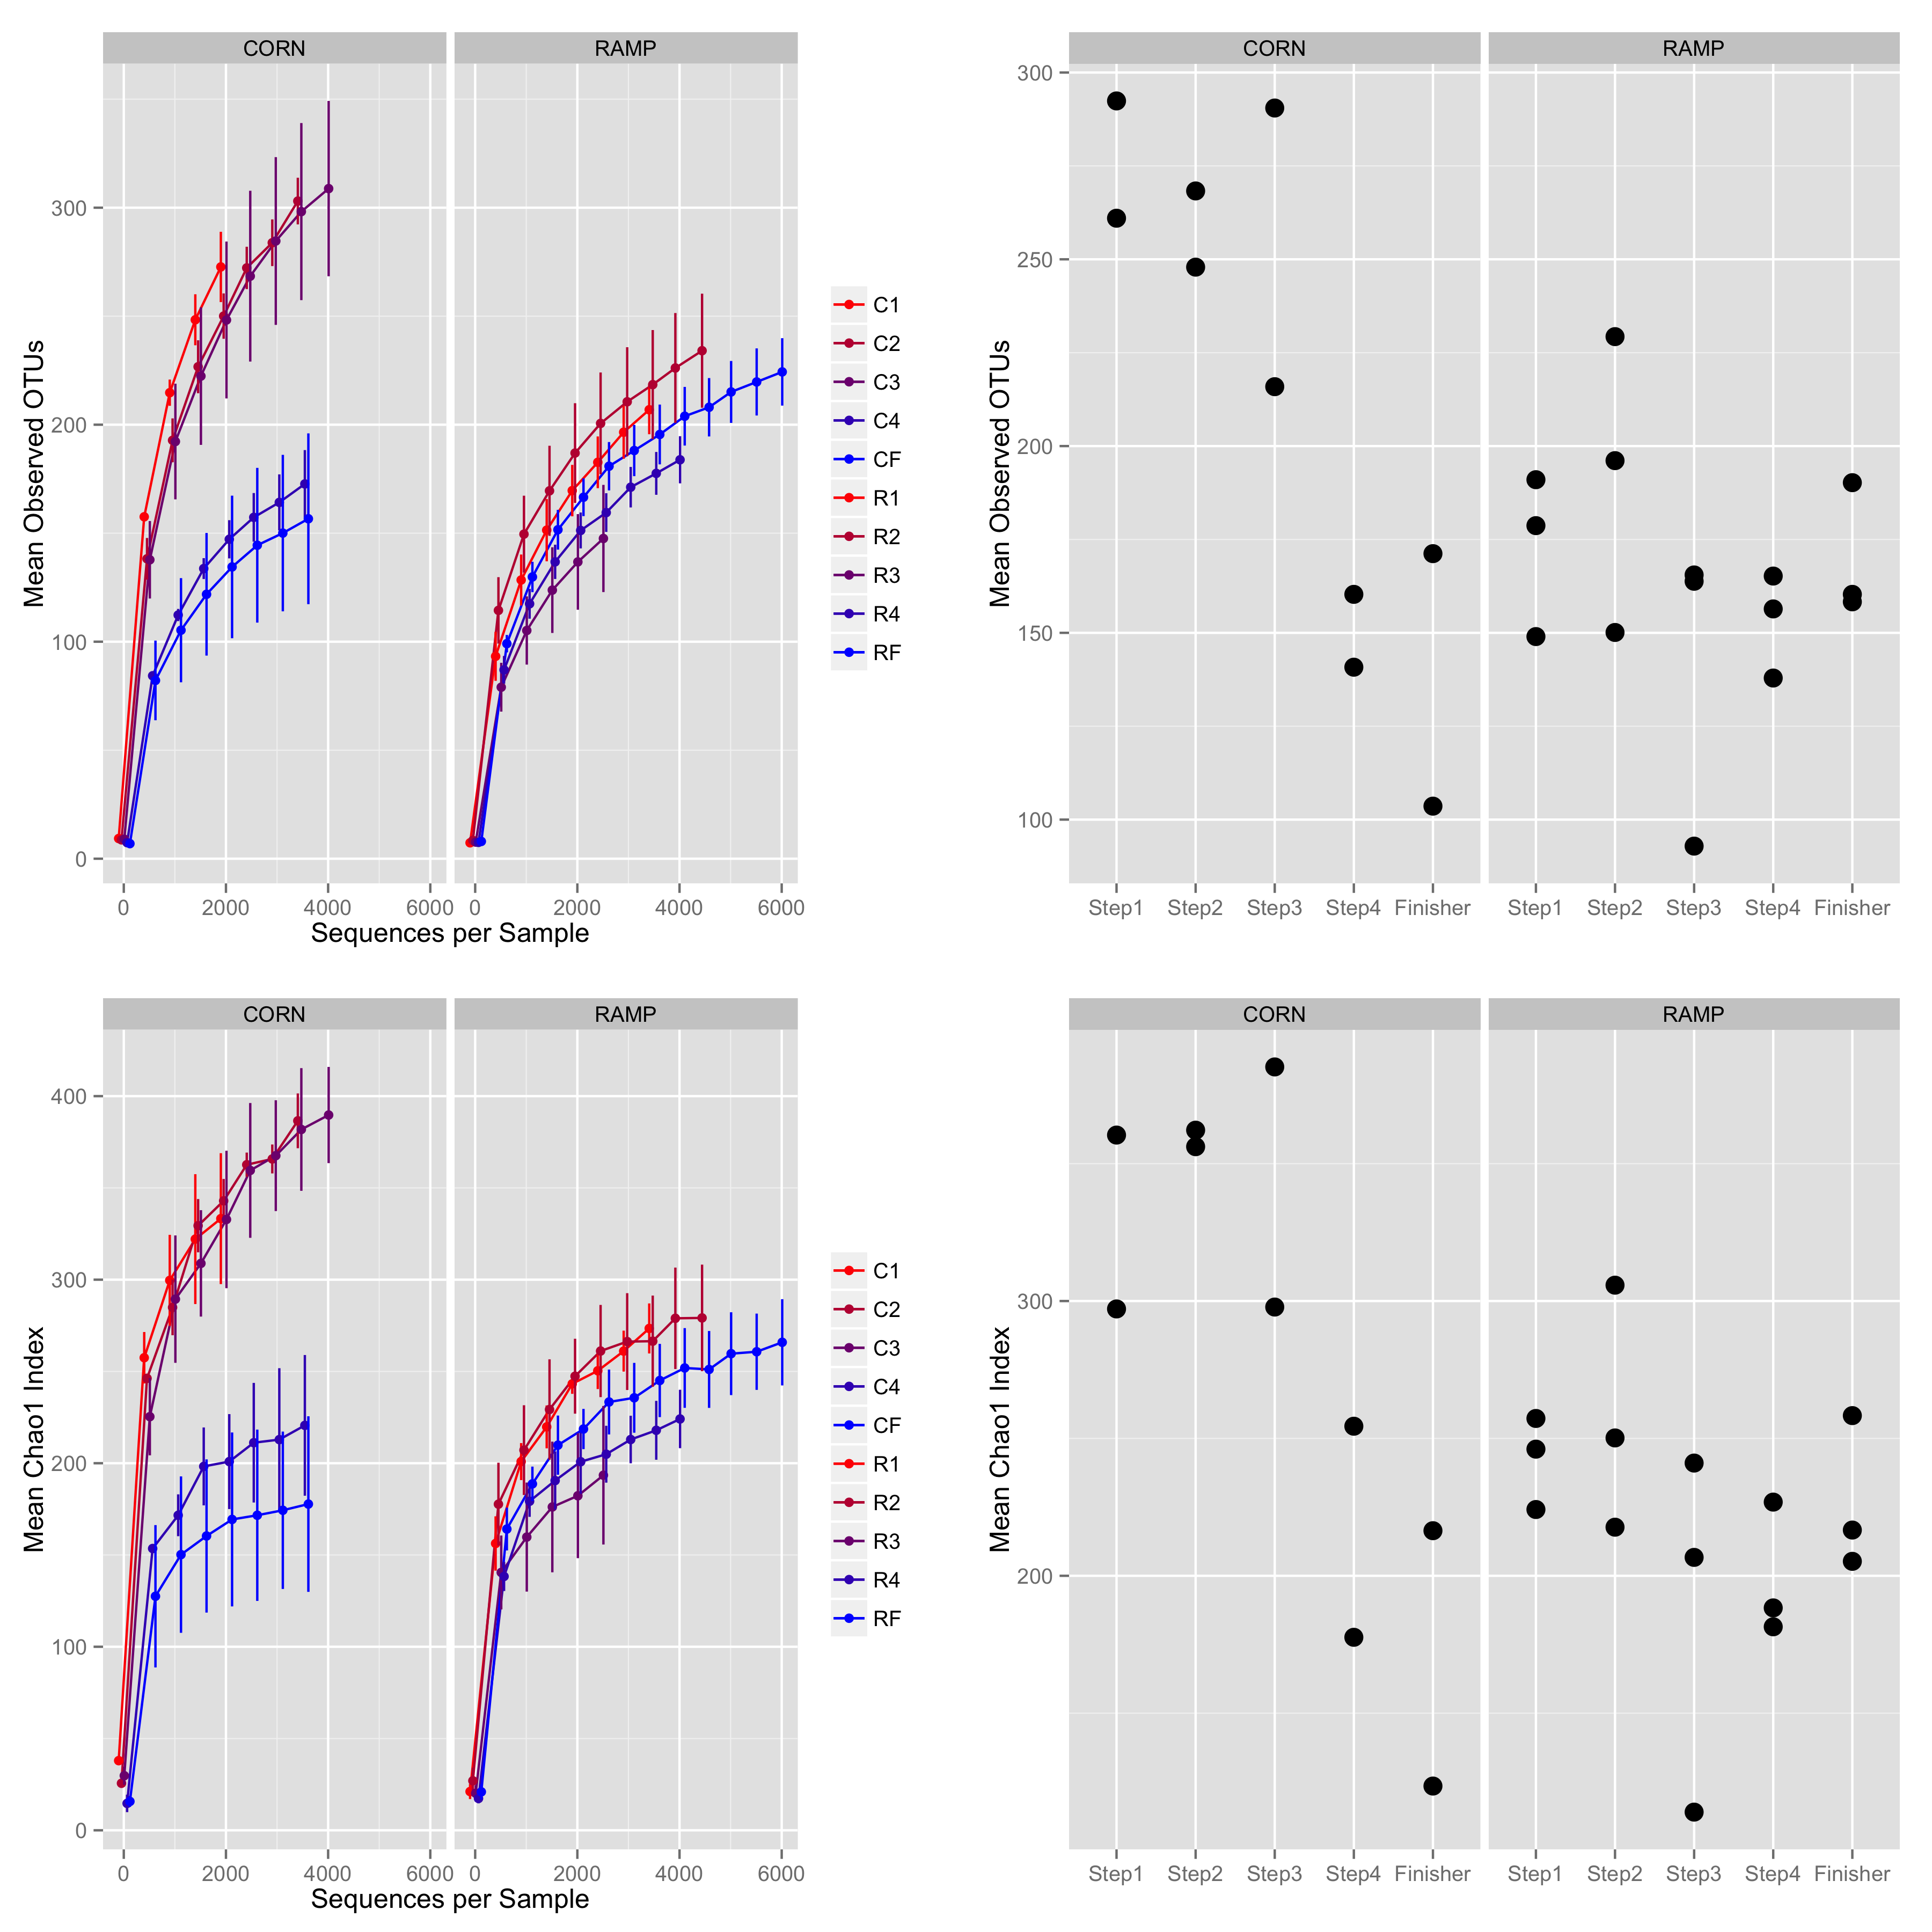 CORN RAMP
Mean Observed OTUs
300
200
100
0
0 2000 4000 6000 0 2000 4000 6000
Sequences per Sample
C1
C2
C3
C4
CF
R1
R2
R3
R4
RF
CORN RAMP
Mean Observed OTUs
300
250
200
150
100
Step1 Step2 Step3 Step4 Finisher Step1 Step2 Step3 Step4 Finisher
CORN RAMP
Mean Chao1 Index
400
300
200
100
0
0 2000 4000 6000 0 2000 4000 6000
Sequences per Sample
C1
C2
C3
C4
CF
R1
R2
R3
R4
RF
CORN RAMP
Mean Chao1 Index
300
200
Step1 Step2 Step3 Step4 Finisher Step1 Step2 Step3 Step4 Finisher